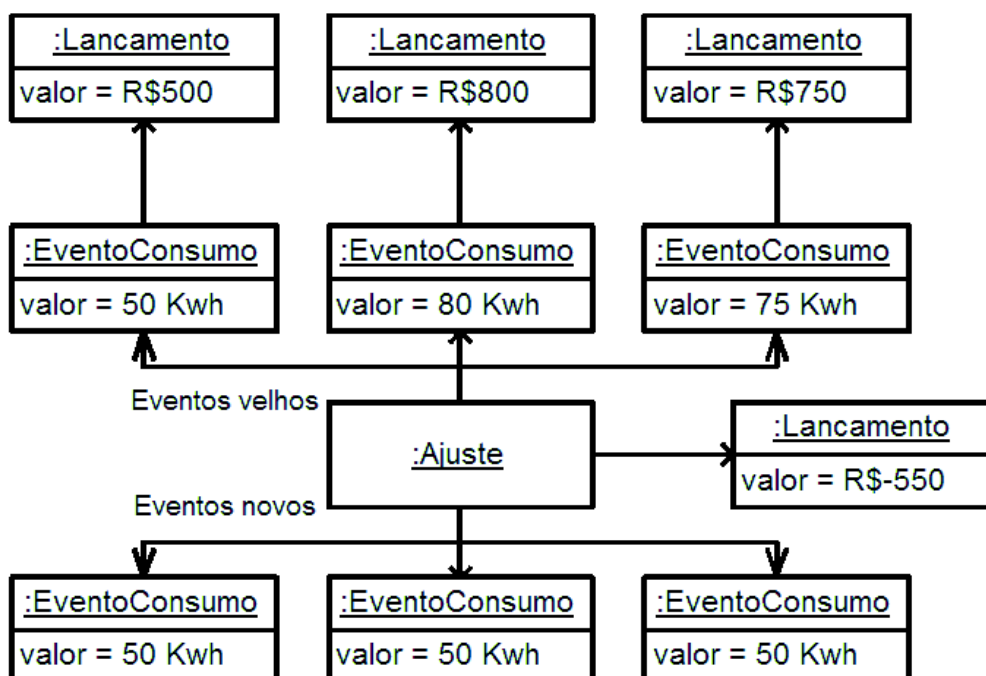 :Lancamento :Lancamento :Lancamento
valor = R$500 valor = R$800 valor = R$750
:EventoConsumo :EventoConsumo :EventoConsumo
valor = 50 Kwh valor = 80 Kwh valor = 75 Kwh
Eventos velhos
:Ajuste
:Lancamento
valor = R$-550
Eventos novos
:EventoConsumo :EventoConsumo :EventoConsumo
valor = 50 Kwh valor = 50 Kwh valor = 50 Kwh